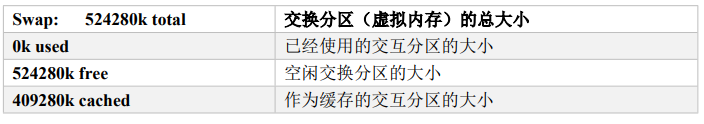 Swap: 524280k total 交换分区（虚拟内存）的总大小
0k used 已经使用的交互分区的大小
524280k free 空闲交换分区的大小
409280k cached 作为缓存的交互分区的大小